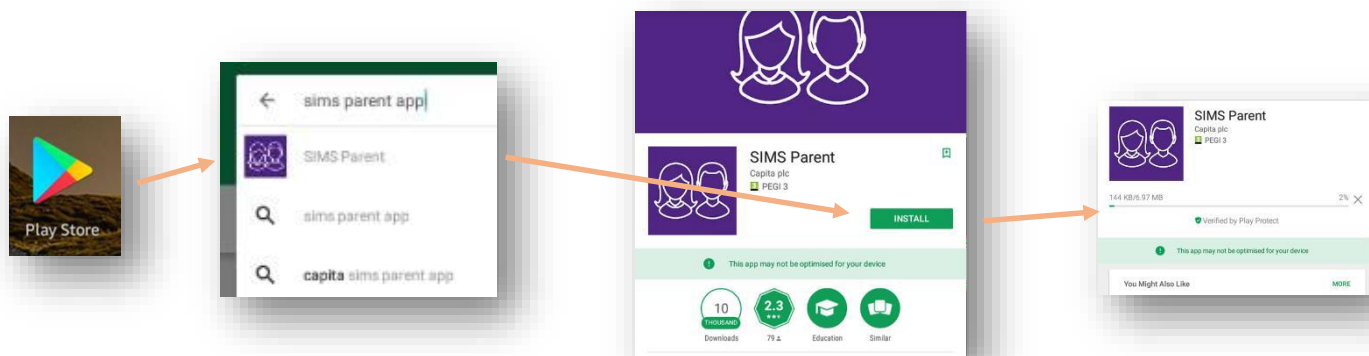 Play Store
sims parent app
SIMS Parent
sims parent app
capita sims parent app
SIMS Parent
Capita plc
PEGI 3
INSTALL
This app may not be optimised for your device
10
THOUSAND
Downloads
2.3
79
Education
Similar
SIMS Parent
Capita plc
PEGI 3
144 KB/6.97 MB
2%
Verified by Play Protect
This app may not be optimised for your device
You Might Also Like
MORE